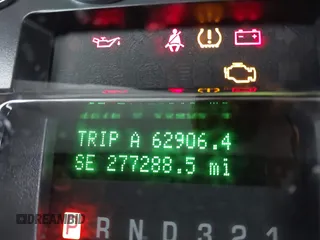 TRIP A 62906.4
SE 277288.5 mi
P R N D 3 2 1
DREAMBID